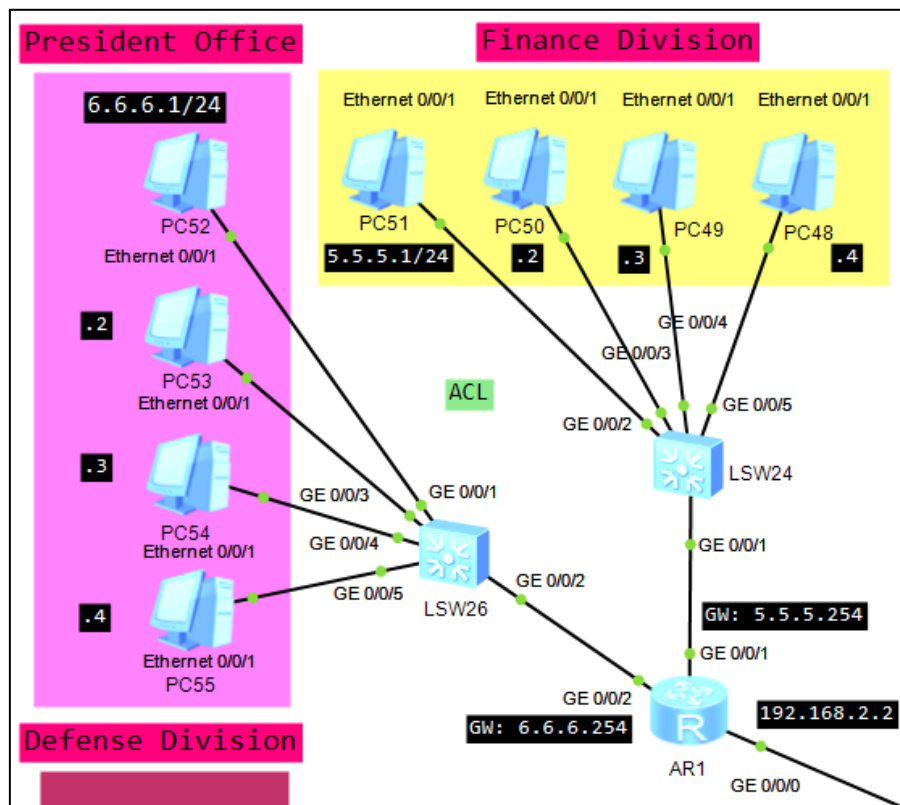 President Office
Finance Division
6.6.6.1/24
Ethernet 0/0/1
Ethernet 0/0/1
Ethernet 0/0/1
Ethernet 0/0/1
PC52
Ethernet 0/0/1
PC51
PC50
PC49
PC48
5.5.5.1/24
.2
.3
.4
.2
PC53
Ethernet 0/0/1
GE 0/0/4
GE 0/0/3
ACL
GE 0/0/2
GE 0/0/5
LSW24
.3
PC54
Ethernet 0/0/1
GE 0/0/3
GE 0/0/1
GE 0/0/4
GE 0/0/5
LSW26
GE 0/0/2
GE 0/0/1
.4
Ethernet 0/0/1
PC55
GW: 5.5.5.254
GE 0/0/1
GE 0/0/2
GW: 6.6.6.254
R
192.168.2.2
AR1
GE 0/0/0
Defense Division